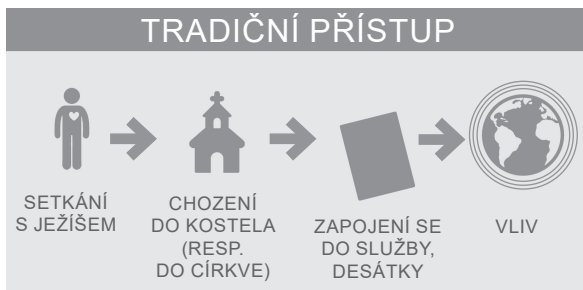 TRADIČNÍ PŘÍSTUP
SETKÁNÍ
S JEŽÍŠEM
CHOZENÍ
DO KOSTELA
(RESP.
DO CÍRKVE)
ZAPOJENÍ SE
DO SLUŽBY,
DESÁTKY
VLIV